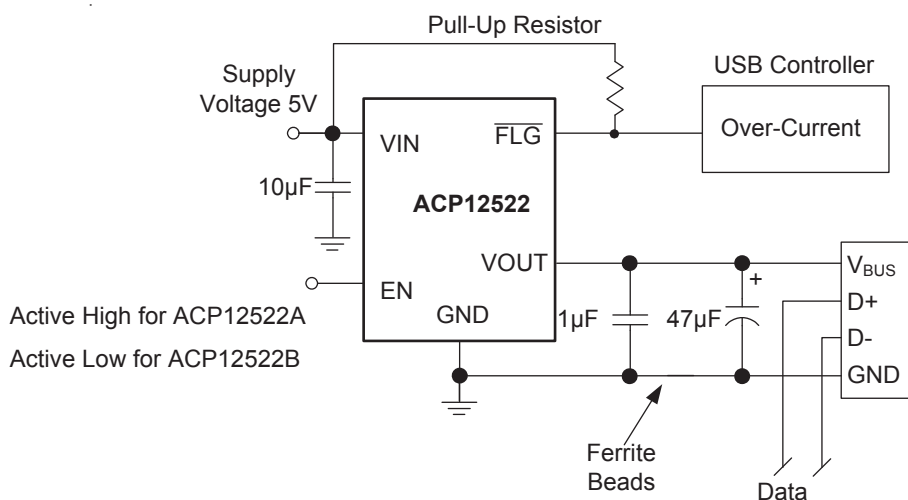 Pull-Up Resistor
Supply
Voltage 5V
USB Controller
VIN
FLG
Over-Current
10µF
ACP12522
VOUT
EN
GND
1µF
47µF
+
VBUS
D+
D-
GND
Active High for ACP12522A
Active Low for ACP12522B
Ferrite
Beads
Data